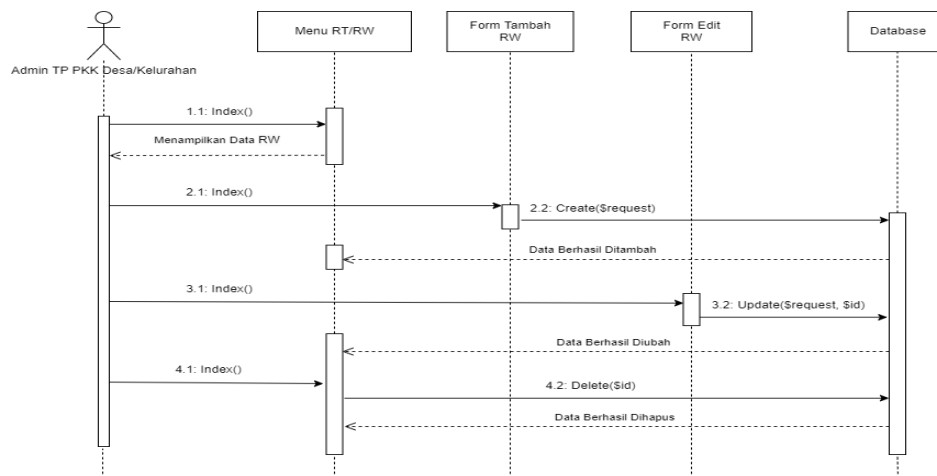 Menu RT/RW
Form Tambah
RW
Form Edit
RW
Database
Admin TP PKK Desa/Kelurahan
1.1: Index()
Menampilkan Data RW
2.1: Index()
2.2: Create($request)
Data Berhasil Ditambah
3.1: Index()
3.2: Update($request, $id)
Data Berhasil Diubah
4.1: Index()
4.2: Delete($id)
Data Berhasil Dihapus